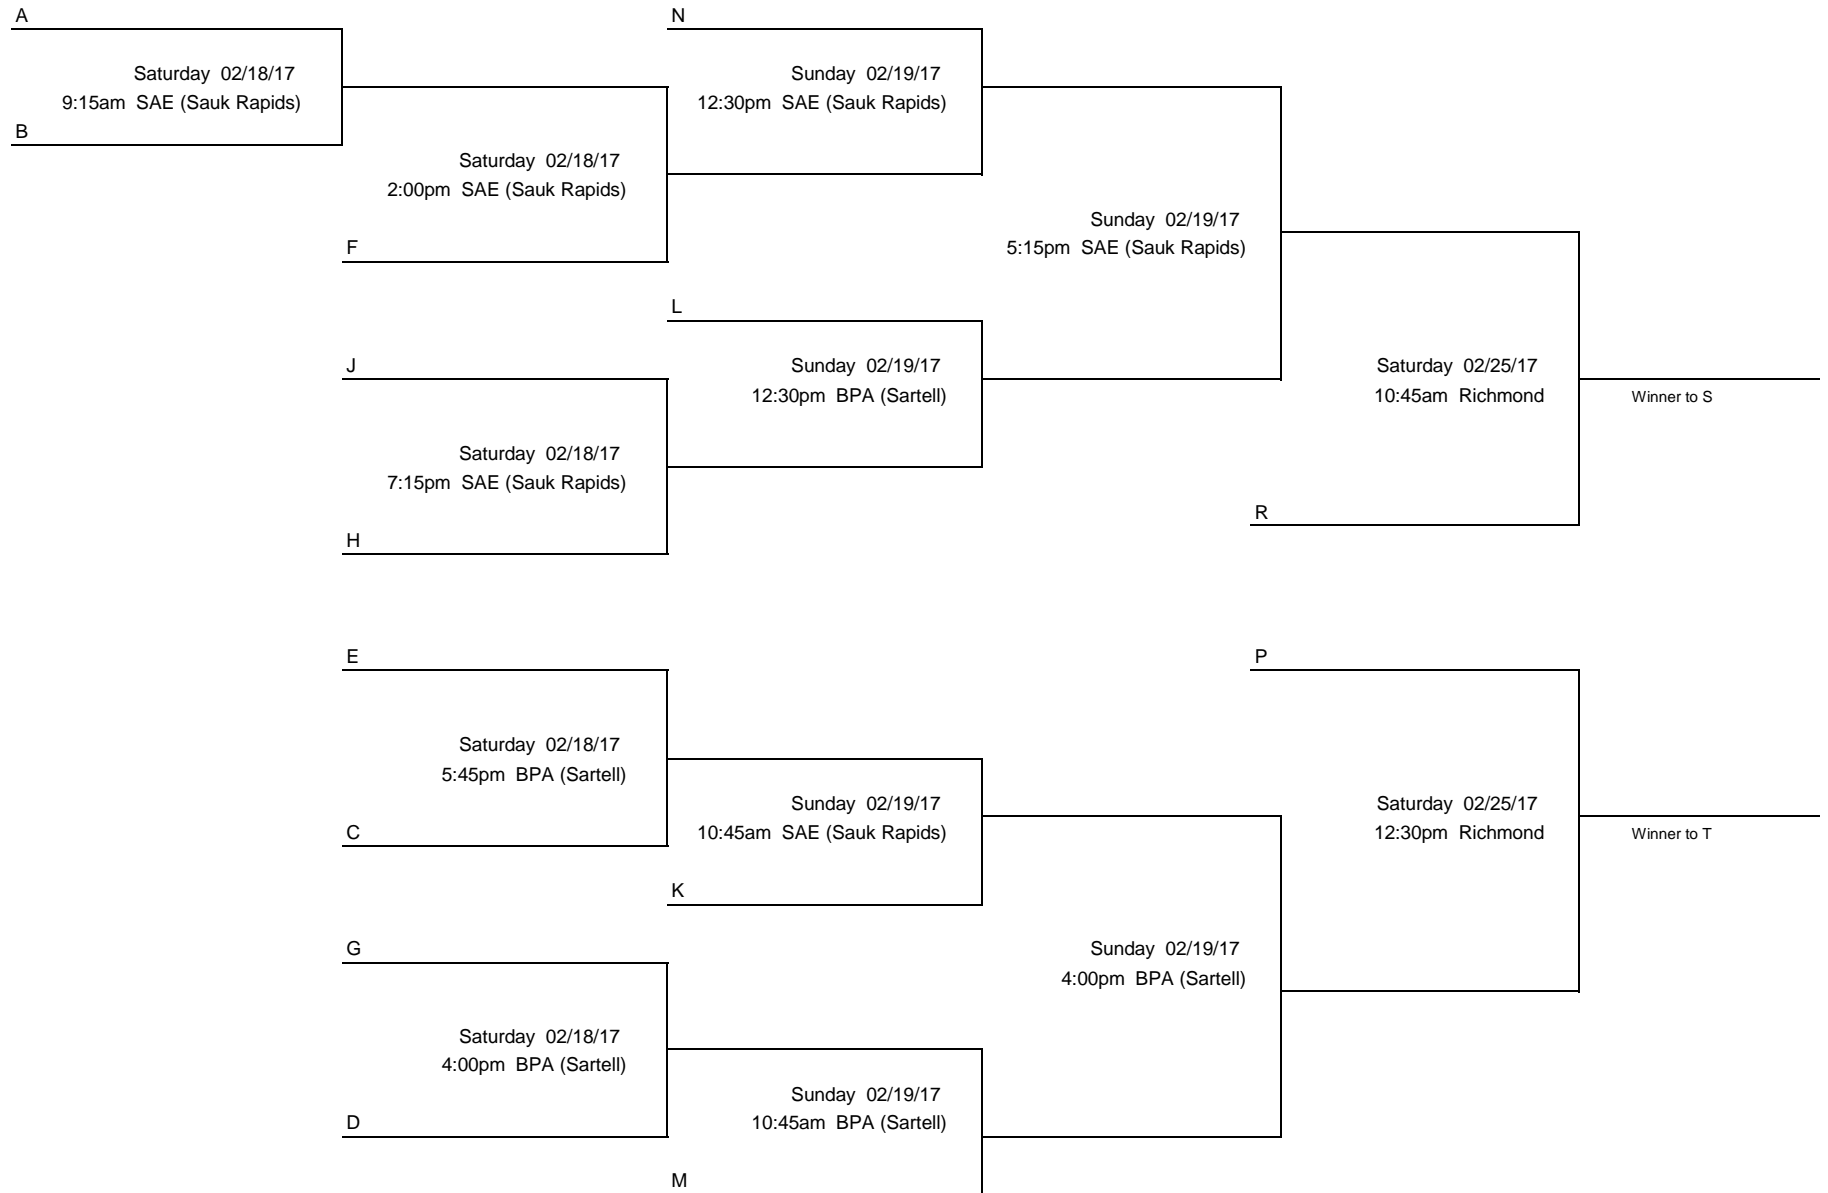 A
N
Saturday 02/18/17
9:15am SAE (Sauk Rapids)
Sunday 02/19/17
12:30pm SAE (Sauk Rapids)
B
Saturday 02/18/17
2:00pm SAE (Sauk Rapids)
F
Sunday 02/19/17
5:15pm SAE (Sauk Rapids)
L
J
Sunday 02/19/17
12:30pm BPA (Sartell)
Saturday 02/25/17
10:45am Richmond
Winner to S
Saturday 02/18/17
7:15pm SAE (Sauk Rapids)
R
H
E
P
Saturday 02/18/17
5:45pm BPA (Sartell)
C
Sunday 02/19/17
10:45am SAE (Sauk Rapids)
Saturday 02/25/17
12:30pm Richmond
Winner to T
K
G
Sunday 02/19/17
4:00pm BPA (Sartell)
Saturday 02/18/17
4:00pm BPA (Sartell)
D
Sunday 02/19/17
10:45am BPA (Sartell)
M